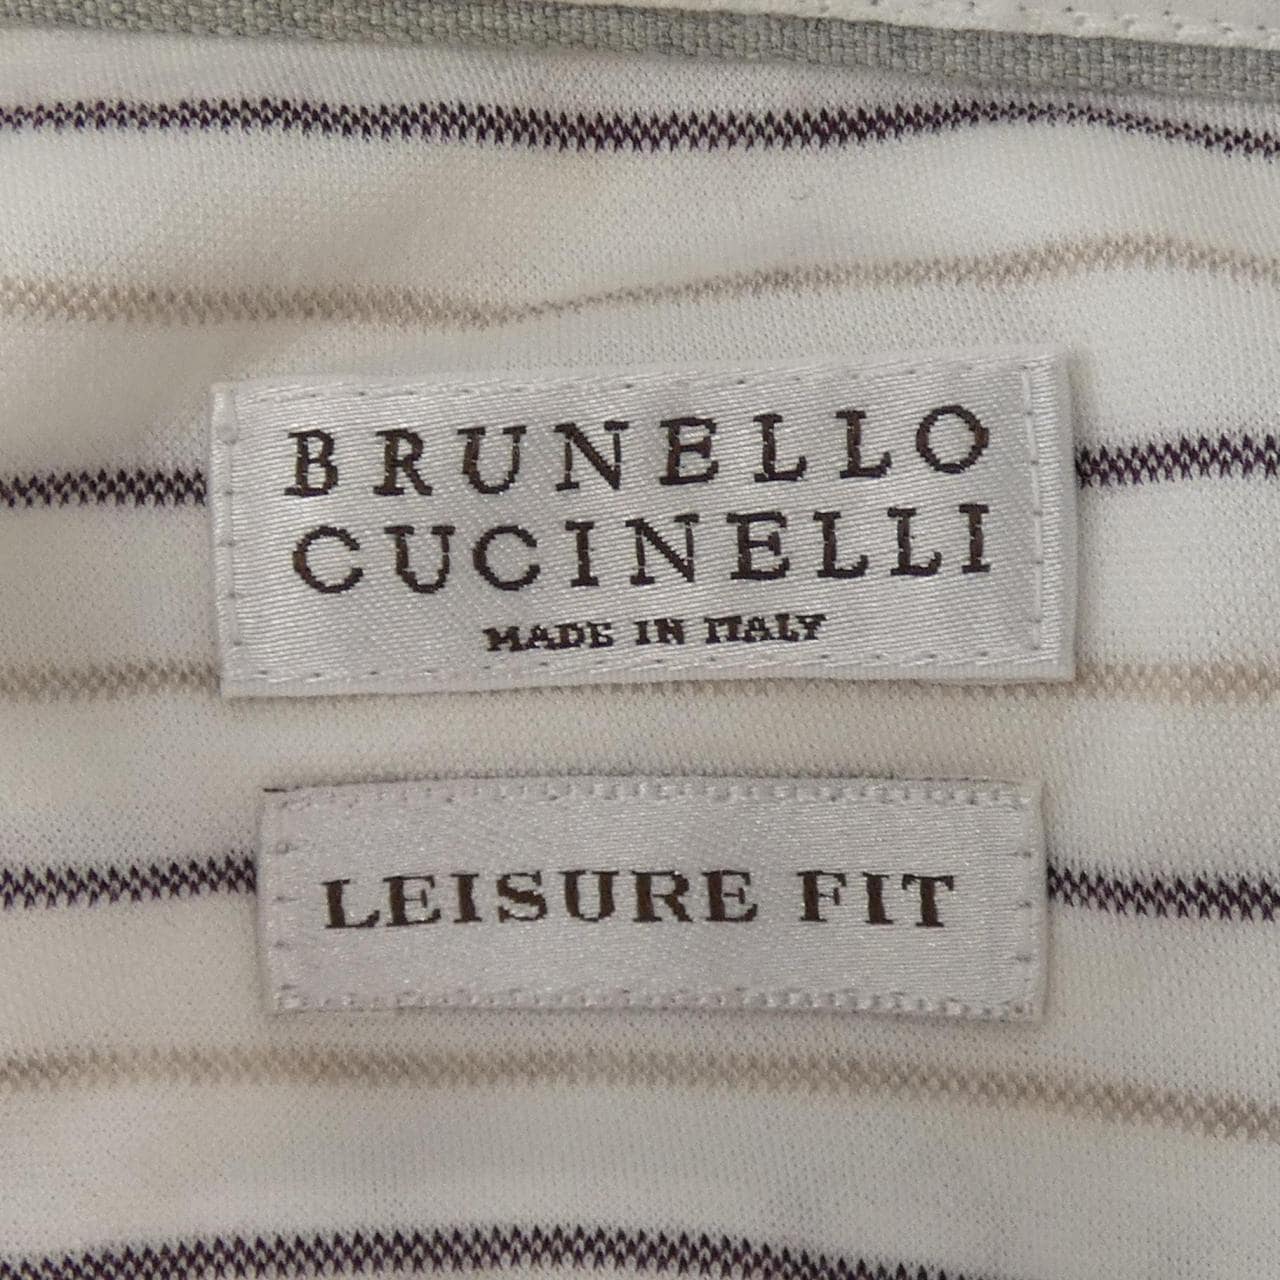 BRUNELLO
CUCINELLI
MADE IN ITALY
LEISURE FIT